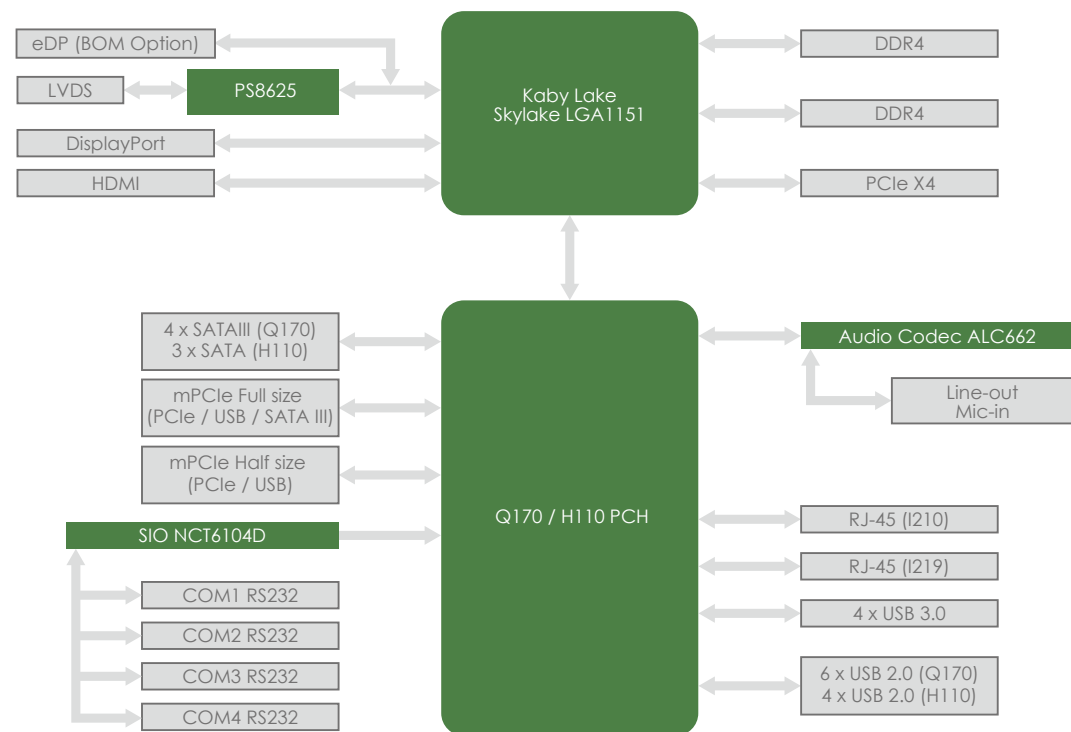 eDP (BOM Option)
LVDS
PS8625
DisplayPort
HDMI
Kaby Lake
Skylake LGA1151
DDR4
DDR4
PCIe X4
4 x SATAIII (Q170)
3 x SATA (H110)
mPCIe Full size
(PCIe / USB / SATA III)
mPCIe Half size
(PCIe / USB)
SIO NCT6104D
COM1 RS232
COM2 RS232
COM3 RS232
COM4 RS232
Q170 / H110 PCH
Audio Codec ALC662
Line-out
Mic-in
RJ-45 (I210)
RJ-45 (I219)
4 x USB 3.0
6 x USB 2.0 (Q170)
4 x USB 2.0 (H110)